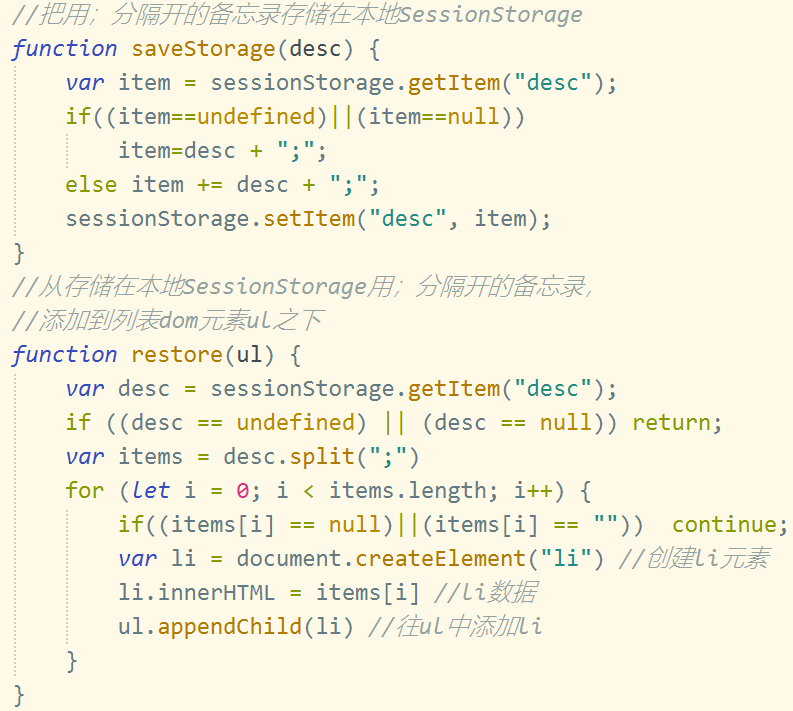 //把用；分隔开的备忘录存储在本地SessionStorage
function saveStorage(desc) {
    var item = sessionStorage.getItem("desc");
    if((item==undefined)||(item==null))
        item=desc + ";";
    else item += desc + ";";
    sessionStorage.setItem("desc", item);
}
//从存储在本地SessionStorage用；分隔开的备忘录，
//添加到列表dom元素ul之下
function restore(ul) {
    var desc = sessionStorage.getItem("desc");
    if ((desc == undefined) || (desc == null)) return;
    var items = desc.split(";")
    for (let i = 0; i < items.length; i++) {
        if((items[i] == null)||(items[i] == ""))  continue;
        var li = document.createElement("li") //创建li元素
        li.innerHTML = items[i] //li数据
        ul.appendChild(li) //往ul中添加li
    }
}